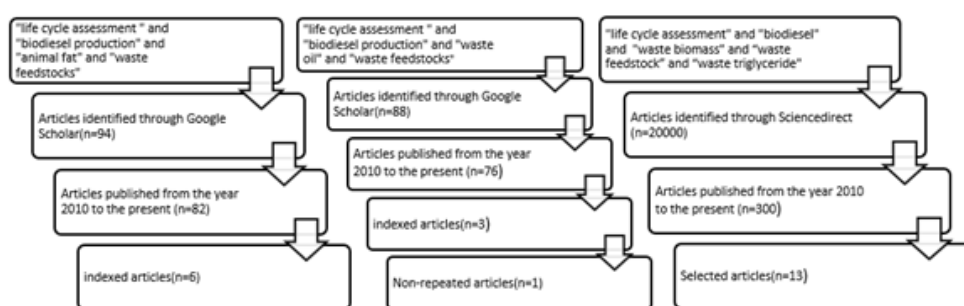 "life cycle assessment " and
"biodiesel production" and
"animal fat" and "waste
feedstocks"
Articles identified through Google
Scholar(n=94)
Articles published from the year
2010 to the present (n=82)
indexed articles(n=6)
"life cycle assessment " and
"biodiesel production" and "waste
oil" and "waste feedstocks"
Articles identified through Google
Scholar(n=88)
Articles published from the year
2010 to the present (n=76)
indexed articles(n=3)
Non-repeated articles(n=1)
"life cycle assessment" and "biodiesel"
and "waste biomass" and "waste
feedstock" and "waste triglyceride"
Articles identified through Sciencedirect
(n=20000)
Articles published from the year 2010
to the present (n=300)
Selected articles(n=13)